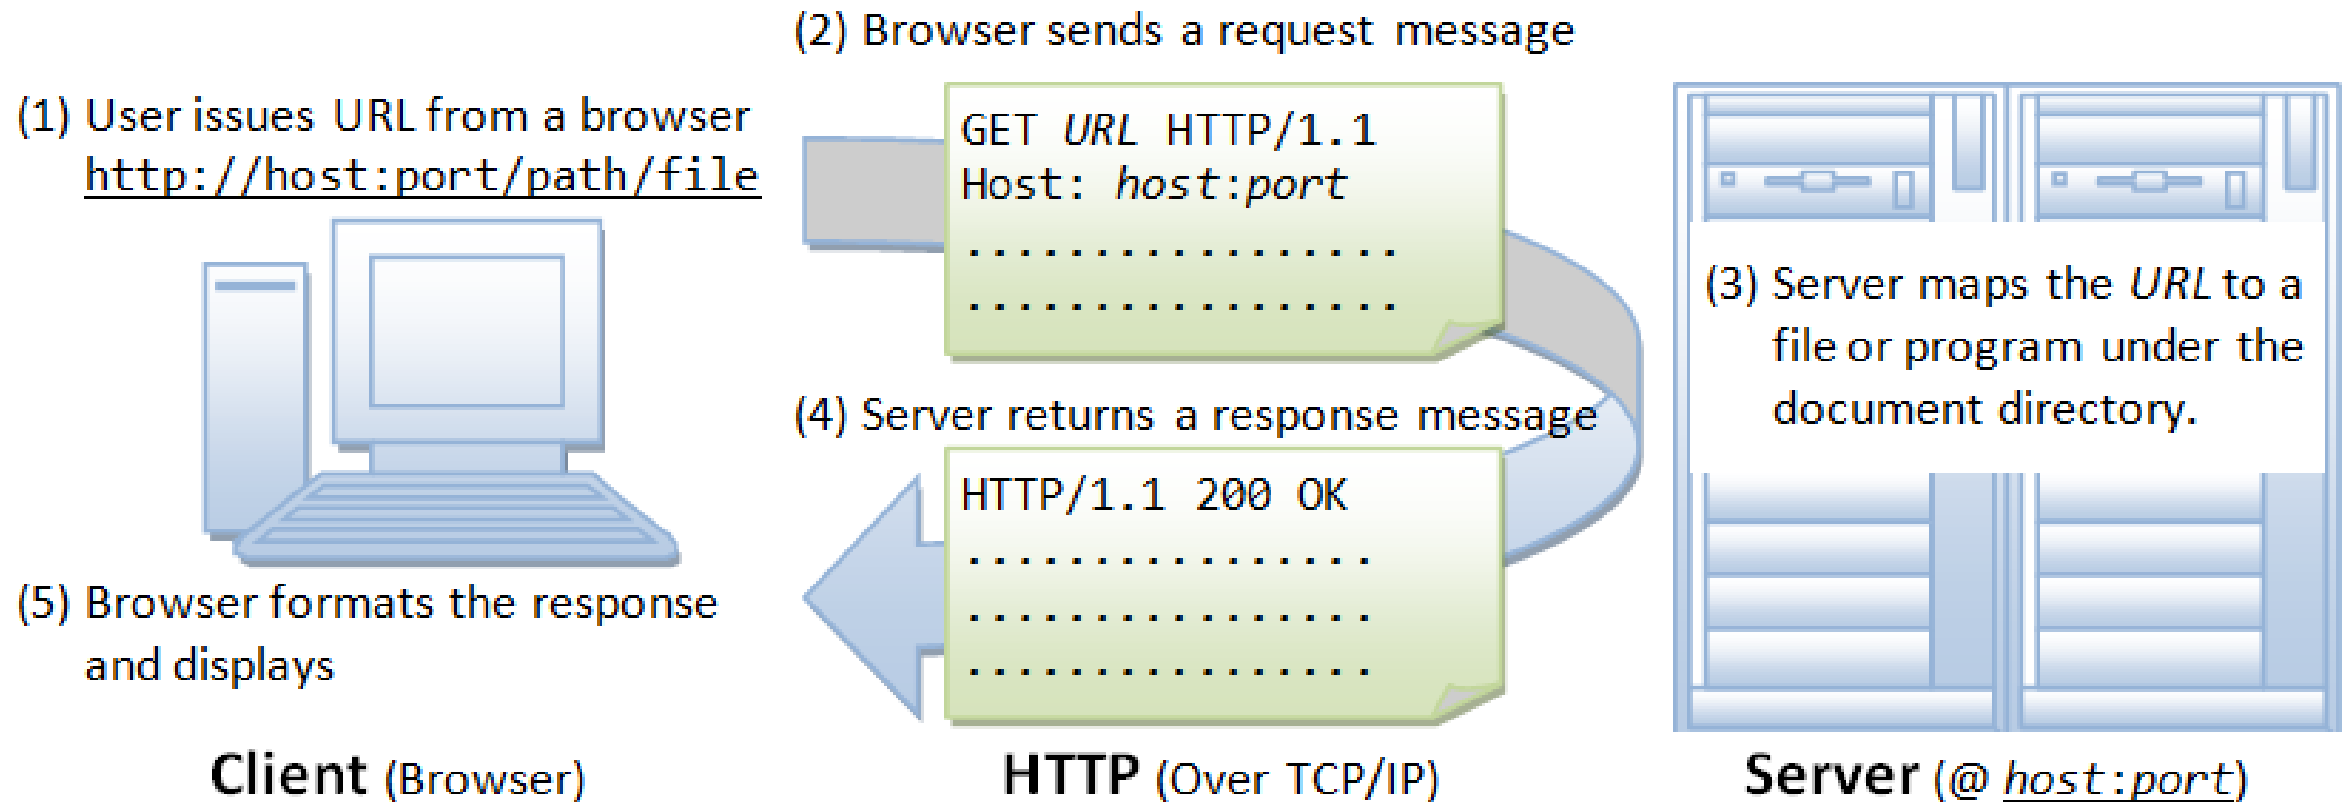 (1) User issues URL from a browser
http://host:port/path/file
(2) Browser sends a request message
GET URL HTTP/1.1
Host: host:port
.................
.................
(3) Server maps the URL to a
file or program under the
document directory.
(4) Server returns a response message
HTTP/1.1 200 OK
................
................
................
(5) Browser formats the response
and displays
Client (Browser)
HTTP (Over TCP/IP)
Server (@ host:port)